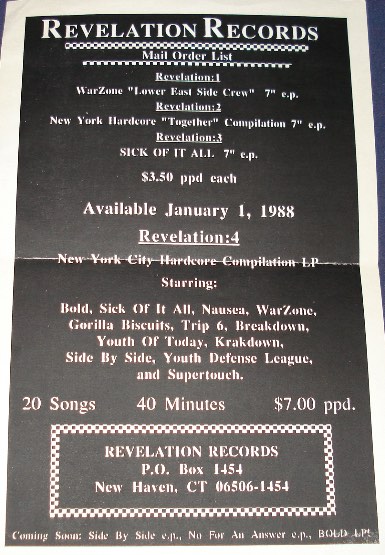 REVELATION RECORDS
Mail Order List
Revelation:1
WarZone "Lower East Side Crew" 7" e.p.
Revelation:2
New York Hardcore "Together" Compilation 7" e.p.
Revelation:3
SICK OF IT ALL 7" e.p.
$3.50 ppd each
Available January 1, 1988
Revelation:4
New York City Hardcore Compilation LP
Starring:
Bold, Sick Of It All, Nausea, WarZone,
Gorilla Biscuits, Trip 6, Breakdown,
Youth Of Today, Krakdown,
Side By Side, Youth Defense League,
and Supertouch.
20 Songs 40 Minutes $7.00 ppd.
REVELATION RECORDS
P.O. Box 1454
New Haven, CT 06506-1454
Coming Soon: Side By Side e.p., No For An Answer e.p., BOLD LP!